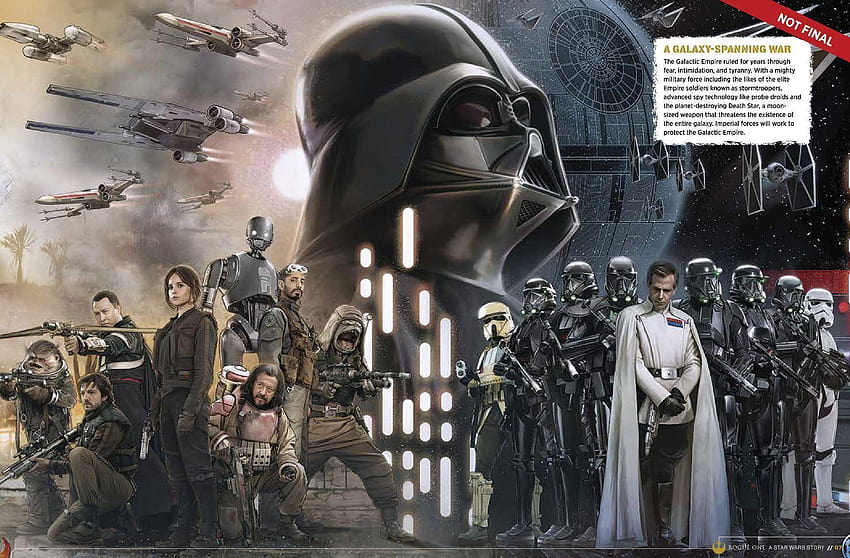 NOT FINAL
A GALAXY-SPANNING WAR
The Galactic Empire ruled for years through
fear, intimidation, and tyranny. With a mighty
military force including the likes of the elite
Empire soldiers known as stormtroopers,
advanced spy technology like probe droids and
the planet-destroying Death Star, a moon-
sized weapon that threatens the existence of
the entire galaxy. Imperial forces will work to
protect the Galactic Empire.
ROGUE ONE: A STAR WARS STORY // 07